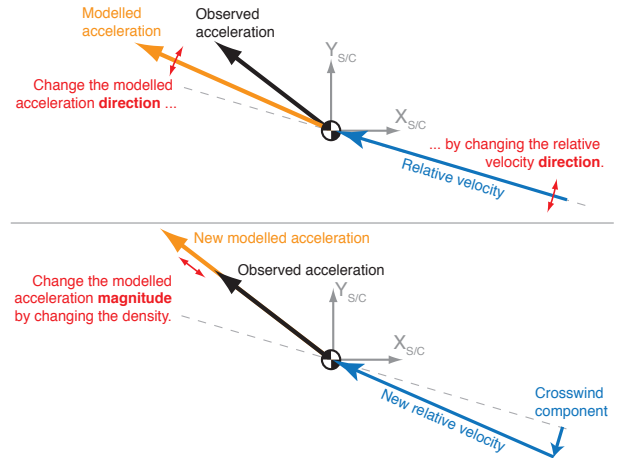 Modelled
acceleration
Observed
acceleration
Y S/C
Change the modelled
acceleration direction ...
X S/C
... by changing the relative
velocity direction.
Relative velocity
New modelled acceleration
Observed acceleration
Change the modelled
acceleration magnitude
by changing the density.
Y S/C
X S/C
Crosswind
component
New relative velocity